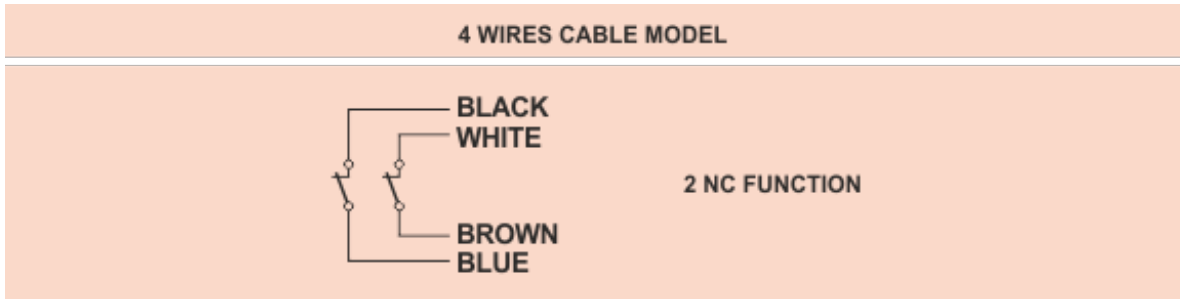 4 WIRES CABLE MODEL
BLACK
WHITE
2 NC FUNCTION
BROWN
BLUE